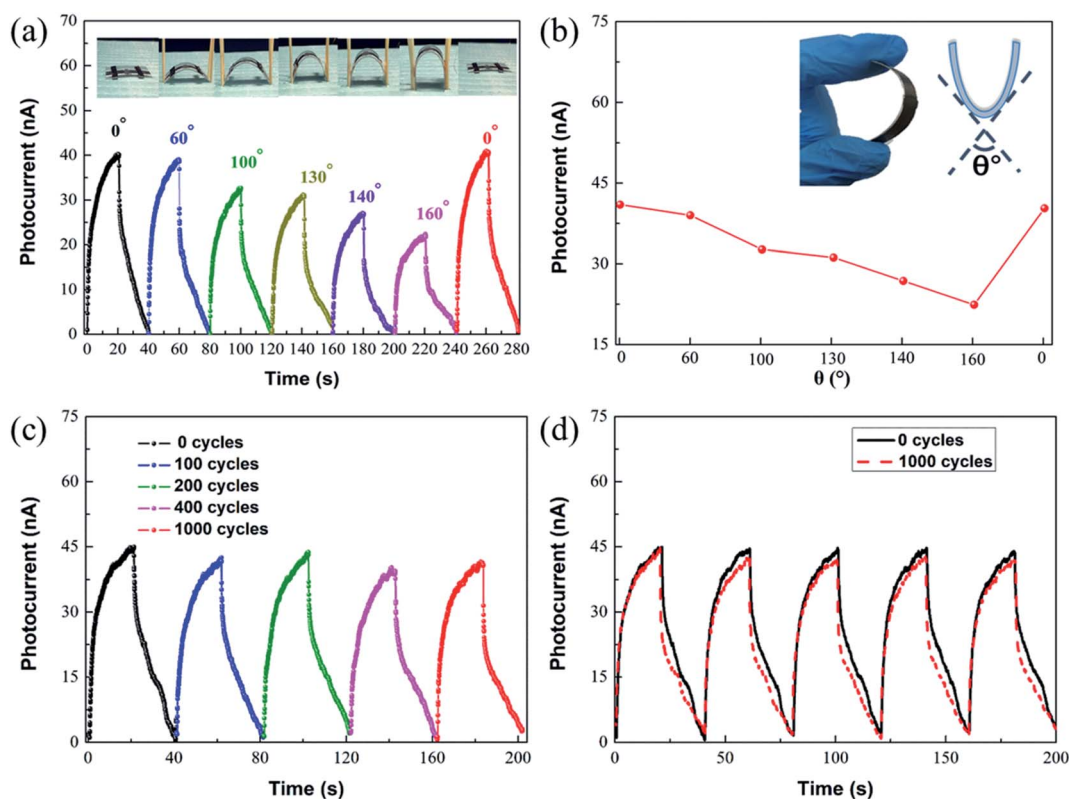 (a)
Photocurrent (nA)
70
60
50
40
30
20
10
0
0°
60°
100°
130°
140°
160°
0°
0 20 40 60 80 100 120 140 160 180 200 220 240 260 280
Time (s)
(b)
Photocurrent (nA)
75
60
45
30
15
θ°
0 60 100 130 140 160 0
θ (°)
(c)
Photocurrent (nA)
75
60
45
30
15
0
0 cycles
100 cycles
200 cycles
400 cycles
1000 cycles
0 40 80 120 160 200
Time (s)
(d)
Photocurrent (nA)
75
60
45
30
15
0
0 cycles
1000 cycles
0 50 100 150 200
Time (s)